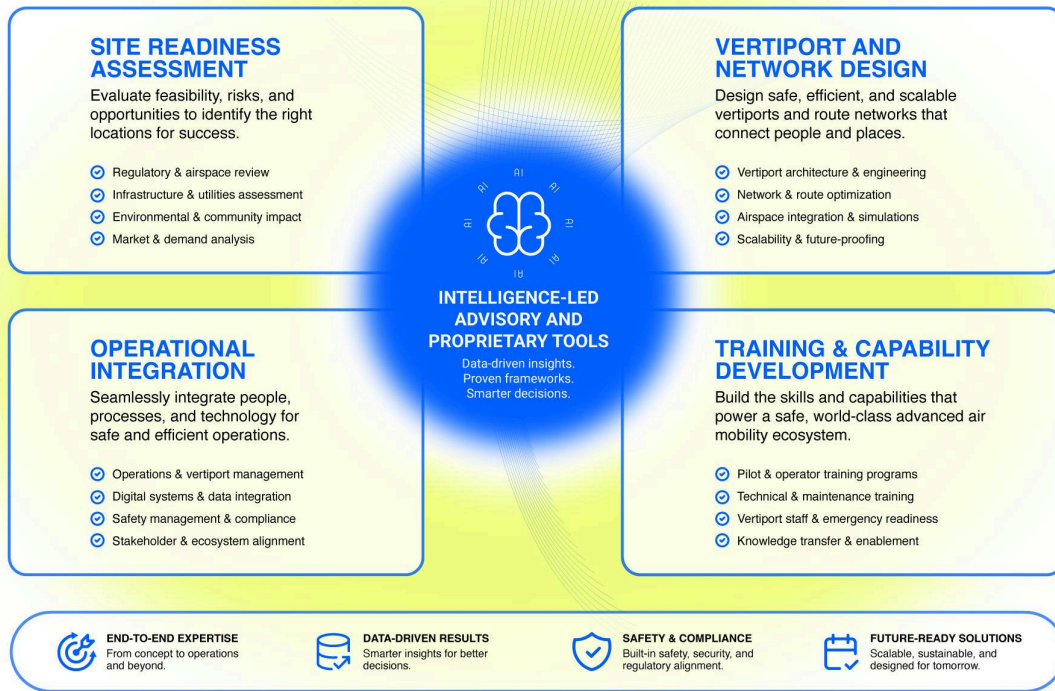 SITE READINESS
ASSESSMENT
Evaluate feasibility, risks, and
opportunities to identify the right
locations for success.
Regulatory & airspace review
Infrastructure & utilities assessment
Environmental & community impact
Market & demand analysis
VERTIPORT AND
NETWORK DESIGN
Design safe, efficient, and scalable
vertiports and route networks that
connect people and places.
Vertiport architecture & engineering
Network & route optimization
Airspace integration & simulations
Scalability & future-proofing
AI
AI
AI
AI
AI
AI
AI
AI
INTELLIGENCE-LED
ADVISORY AND
PROPRIETARY TOOLS
Data-driven insights.
Proven frameworks.
Smarter decisions.
OPERATIONAL
INTEGRATION
Seamlessly integrate people,
processes, and technology for
safe and efficient operations.
Operations & vertiport management
Digital systems & data integration
Safety management & compliance
Stakeholder & ecosystem alignment
TRAINING & CAPABILITY
DEVELOPMENT
Build the skills and capabilities that
power a safe, world-class advanced air
mobility ecosystem.
Pilot & operator training programs
Technical & maintenance training
Vertiport staff & emergency readiness
Knowledge transfer & enablement
END-TO-END EXPERTISE
From concept to operations
and beyond.
DATA-DRIVEN RESULTS
Smarter insights for better
decisions.
SAFETY & COMPLIANCE
Built-in safety, security, and
regulatory alignment.
FUTURE-READY SOLUTIONS
Scalable, sustainable, and
designed for tomorrow.